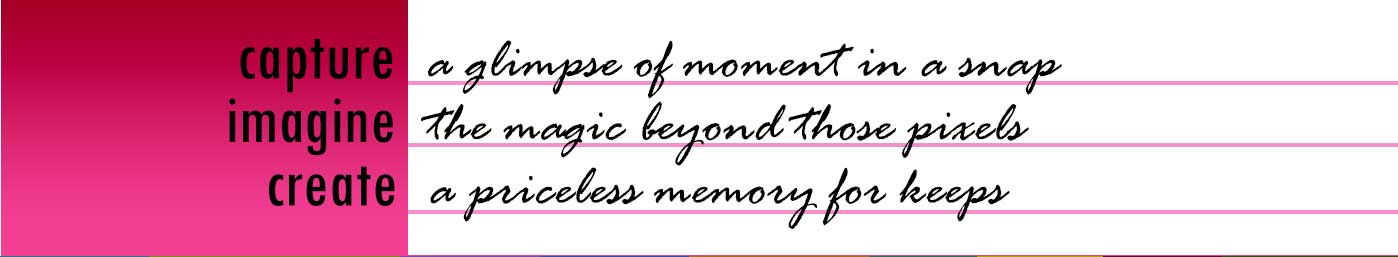 capture a glimpse of moment in a snap
imagine the magic beyond those pixels
create a priceless memory for keeps